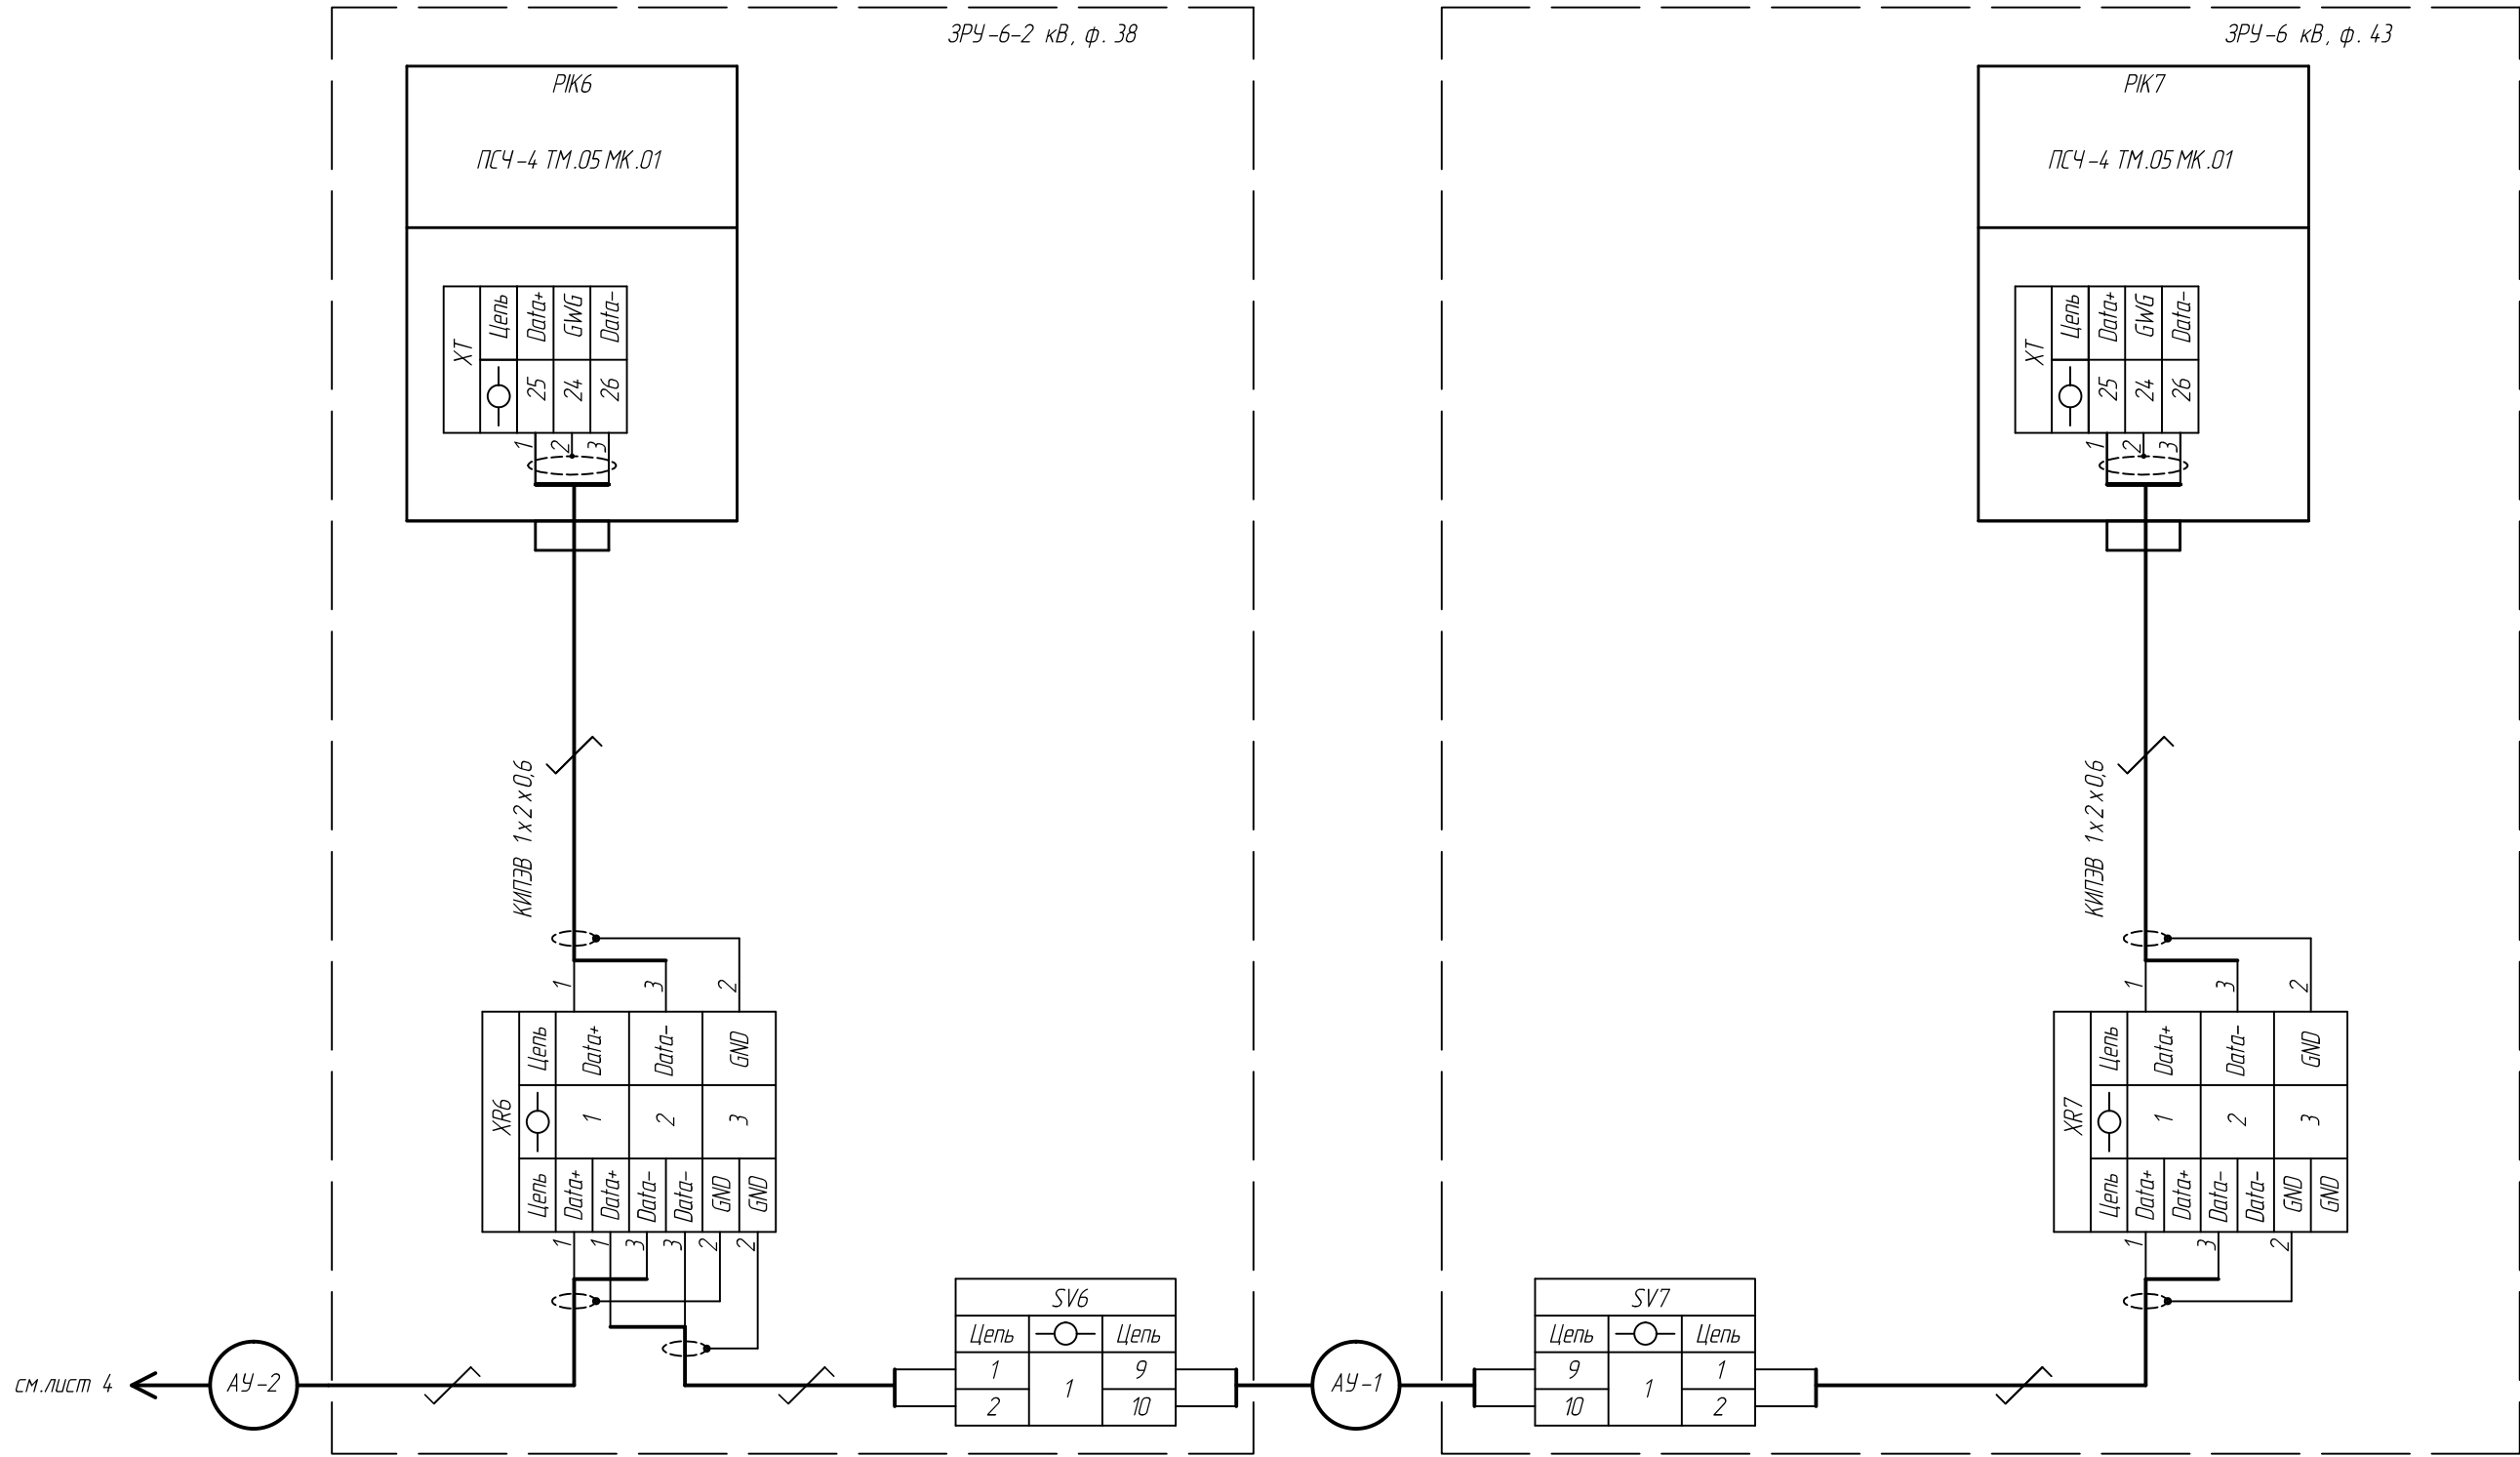 ЗРУ-6-2 кВ, ф. 38
ЗРУ-6 кВ, ф. 43
PIK6
ПСЧ-4 ТМ.05 МК.01
PIK7
ПСЧ-4 ТМ.05 МК.01
XT
Цепь Data+ GWG Data-
25 24 26
1 2 3
XT
Цепь Data+ GWG Data-
25 24 26
1 2 3
КИПЭВ 1х2х0,6
КИПЭВ 1х2х0,6
1 3 2
XR6
Цепь Data+ Data- GND
1 2 3
Цепь Data+ Data+ Data- Data- GND GND
1 1 3 3 2 2
1 3 2
XR7
Цепь Data+ Data- GND
1 2 3
Цепь Data+ Data+ Data- Data- GND GND
1 3 2
SV6
Цепь Цепь
1 1 9
2 10
SV7
Цепь Цепь
9 1 1
10 2
см.лист 4
АУ-2
АУ-1